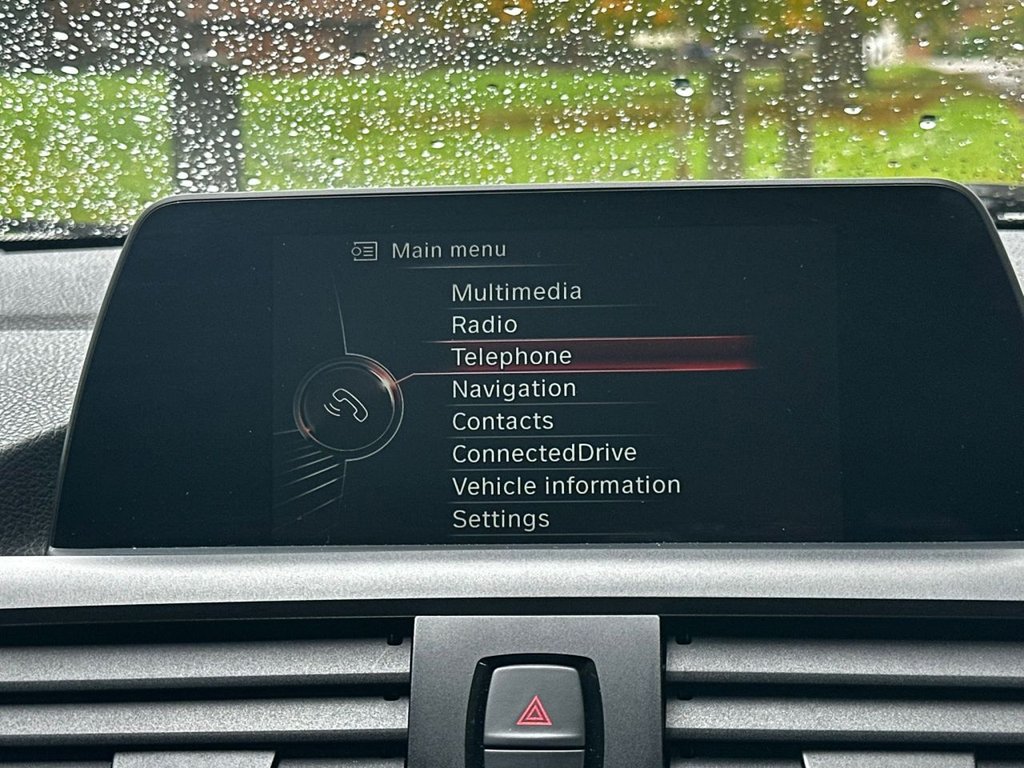 Main menu
Multimedia
Radio
Telephone
Navigation
Contacts
ConnectedDrive
Vehicle information
Settings